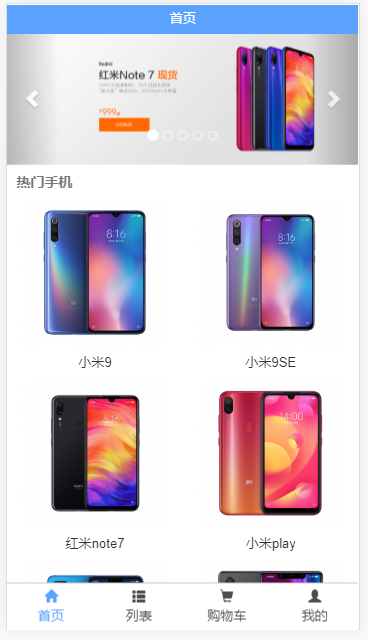 首页
Redmi
红米Note 7 现货
¥999起
立即购买
热门手机
8:16
8:16
小米9
小米9SE
14:00
红米note7
小米play
首页
列表
购物车
我的